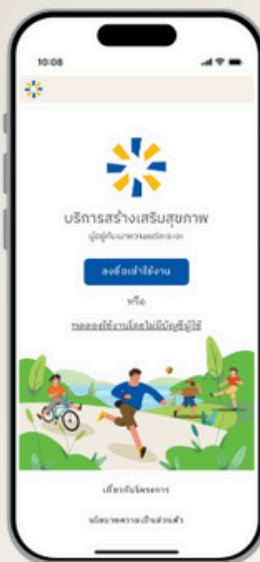 10:08
บริการสร้างเสริมสุขภาพ
ลงชื่อเข้าใช้งาน
หรือ
ทดลองใช้งานโดยไม่มีบัญชีผู้ใช้
เกี่ยวกับโครงการ
นโยบายความเป็นส่วนตัว